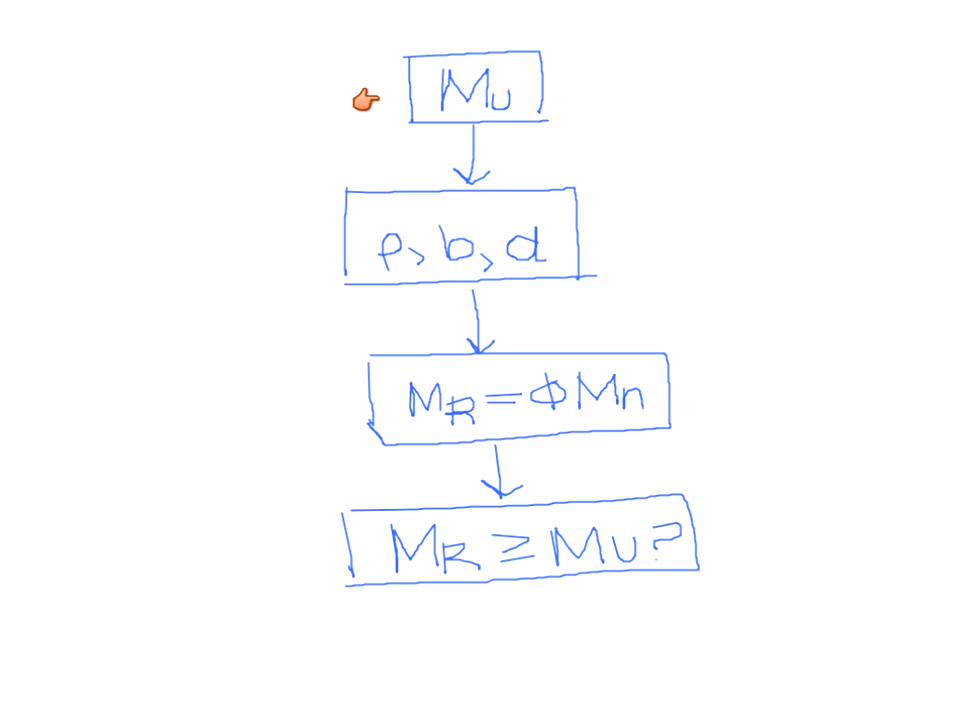 Mu
ρ, b, d
MR = ΦMn
MR ≥ Mu?